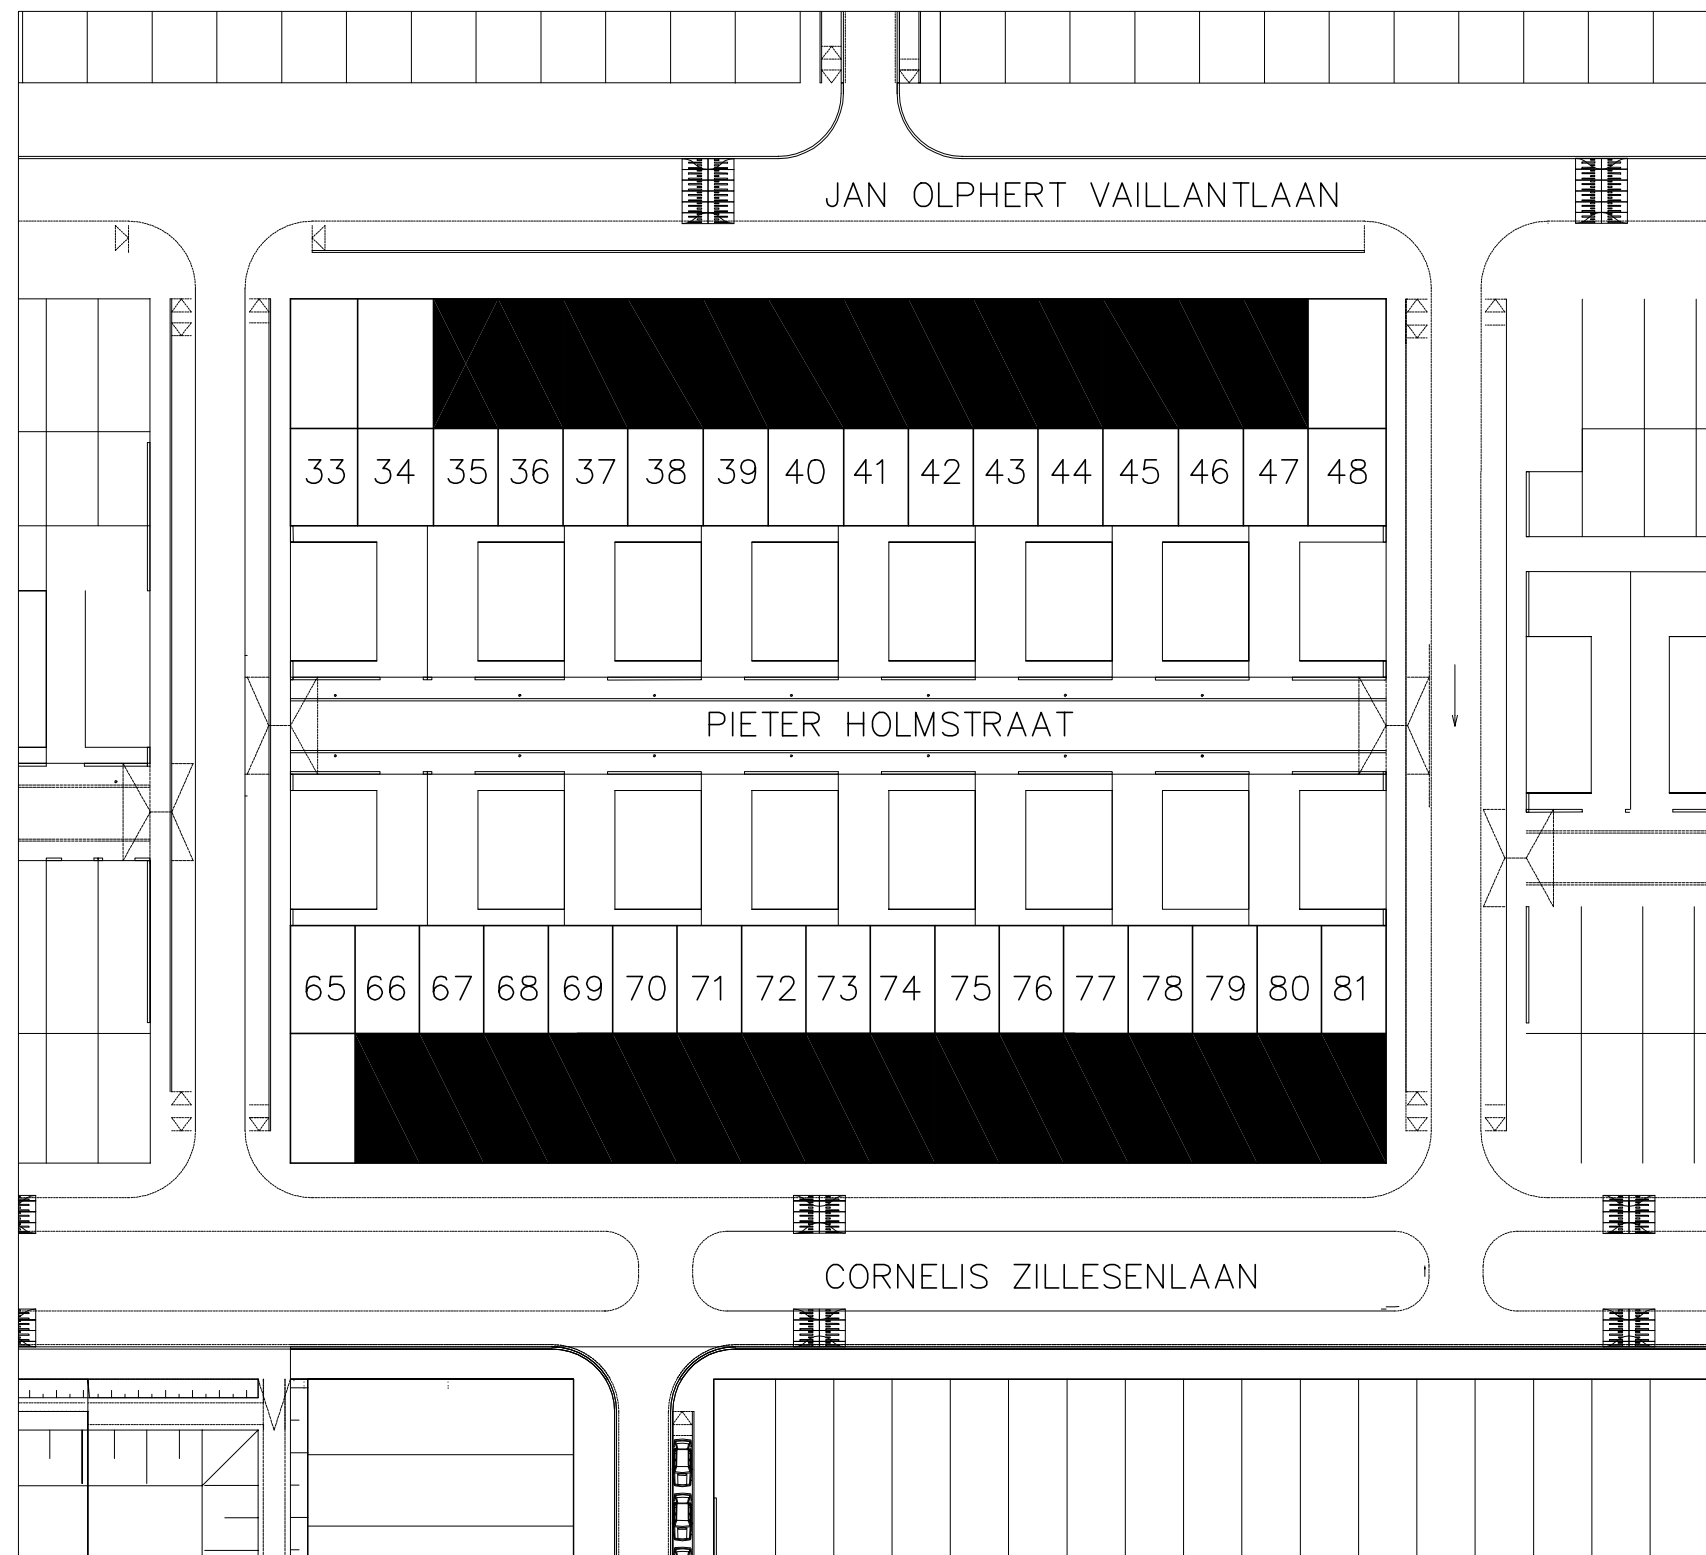 JAN OLPHERT VAILLANTLAAN
33 34 35 36 37 38 39 40 41 42 43 44 45 46 47 48
PIETER HOLMSTRAAT
65 66 67 68 69 70 71 72 73 74 75 76 77 78 79 80 81
CORNELIS ZILLESENLAAN